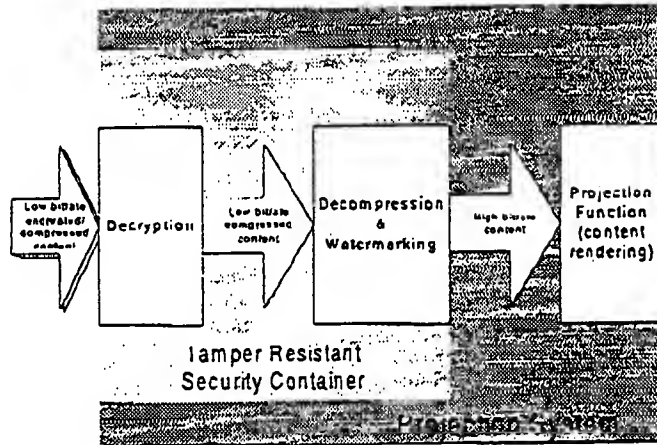 Low bitrate
encrypted/
compressed
content
Decryption
Low bitrate
compressed
content
Decompression
&
Watermarking
High bitrate
content
Projection
Function
(content
rendering)
Tamper Resistant
Security Container
Projection System